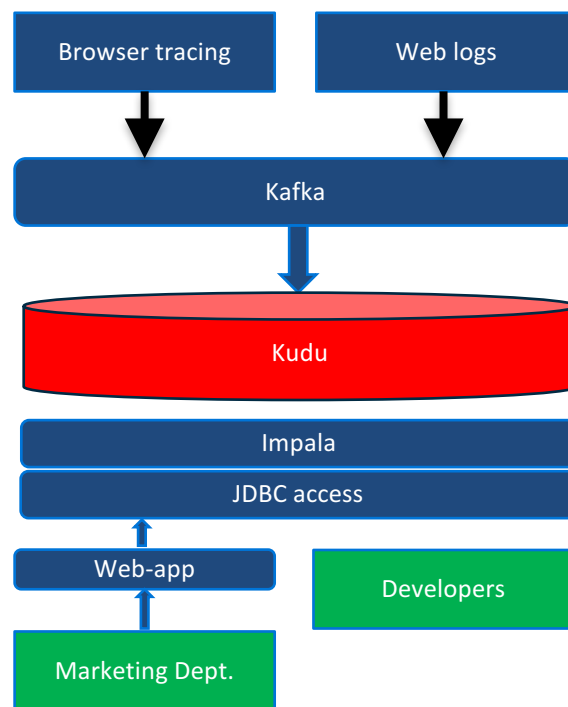 Browser tracing
Web logs
Kafka
Kudu
Impala
JDBC access
Web-app
Developers
Marketing Dept.